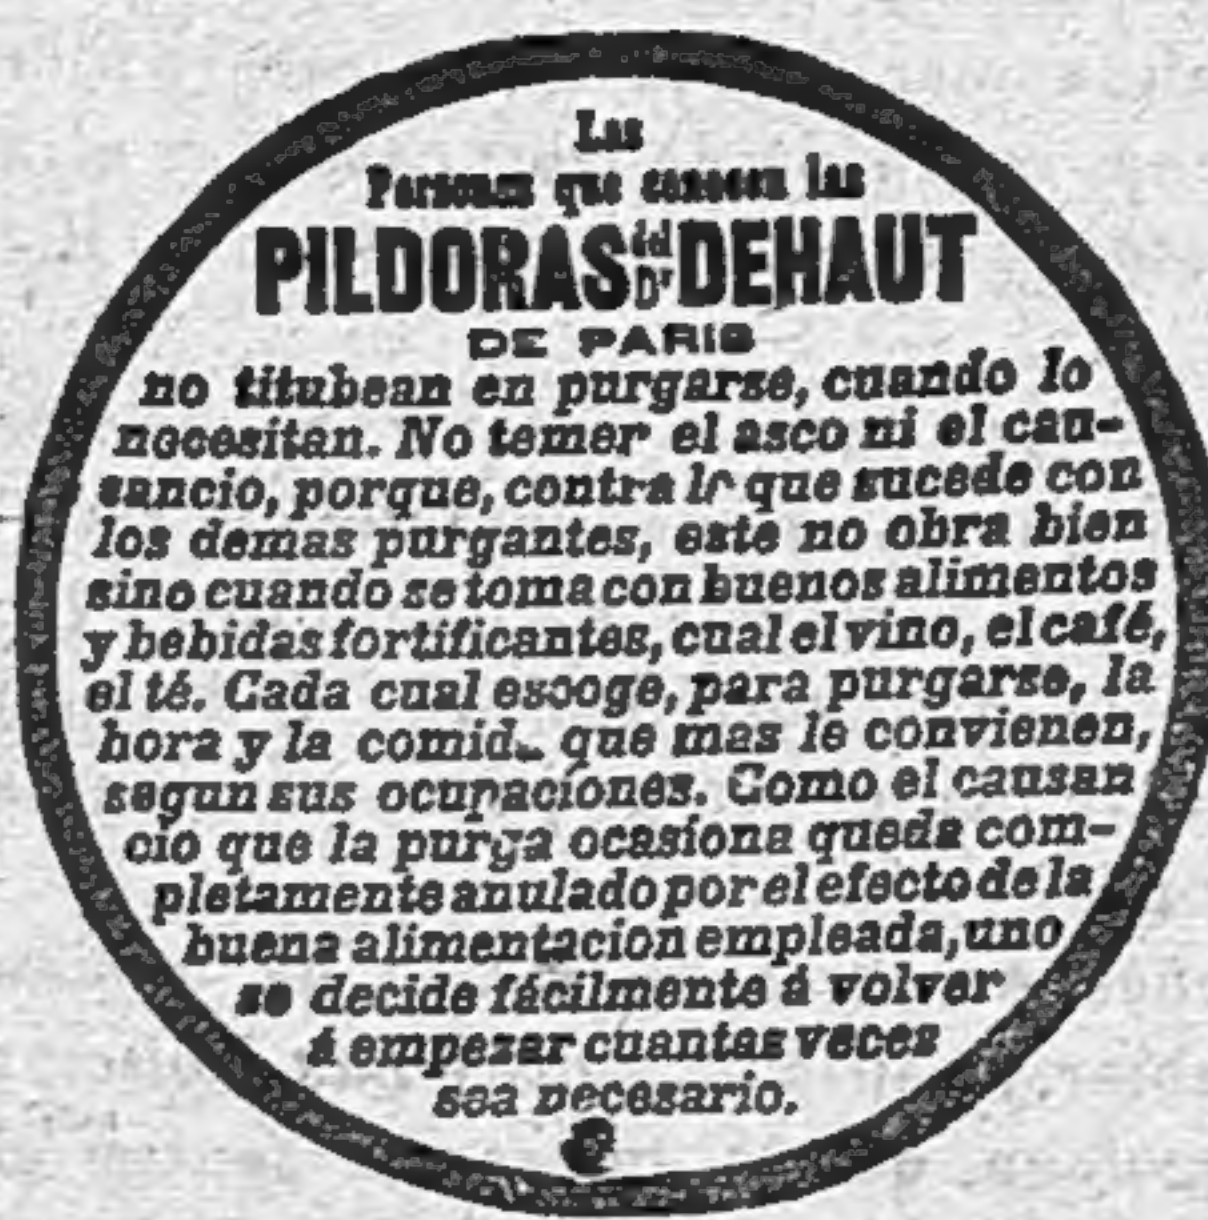 Las
Personas que conocen las
PILDORAS del Dr DEHAUT
DE PARIS
no titubean en purgarse, cuando lo
necesitan. No temer el asco ni el cau-
sancio, porque, contra lo que sucede con
los demas purgantes, este no obra bien
sino cuando se toma con buenos alimentos
y bebidas fortificantes, cual el vino, el café,
el té. Cada cual escoge, para purgarse, la
hora y la comid. que mas le convienen,
segun sus ocupaciones. Como el causan
cio que la purga ocasiona queda com-
pletamente anulado por el efecto de la
buena alimentacion empleada, uno
se decide fácilmente á volver
á empezar cuantas veces
sea necesario.